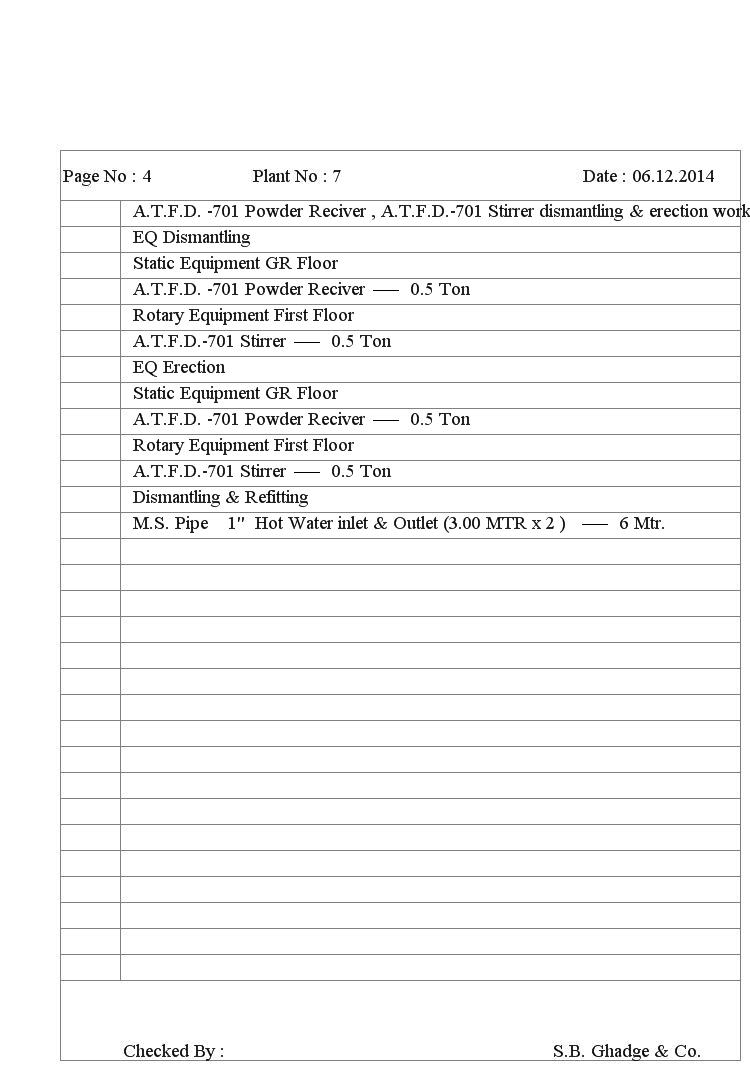 Page No : 4 Plant No : 7 Date : 06.12.2014
A.T.F.D. -701 Powder Reciver , A.T.F.D.-701 Stirrer dismantling & erection work
EQ Dismantling
Static Equipment GR Floor
A.T.F.D. -701 Powder Reciver —— 0.5 Ton
Rotary Equipment First Floor
A.T.F.D.-701 Stirrer —— 0.5 Ton
EQ Erection
Static Equipment GR Floor
A.T.F.D. -701 Powder Reciver —— 0.5 Ton
Rotary Equipment First Floor
A.T.F.D.-701 Stirrer —— 0.5 Ton
Dismantling & Refitting
M.S. Pipe 1" Hot Water inlet & Outlet (3.00 MTR x 2 ) —— 6 Mtr.
Checked By : S.B. Ghadge & Co.